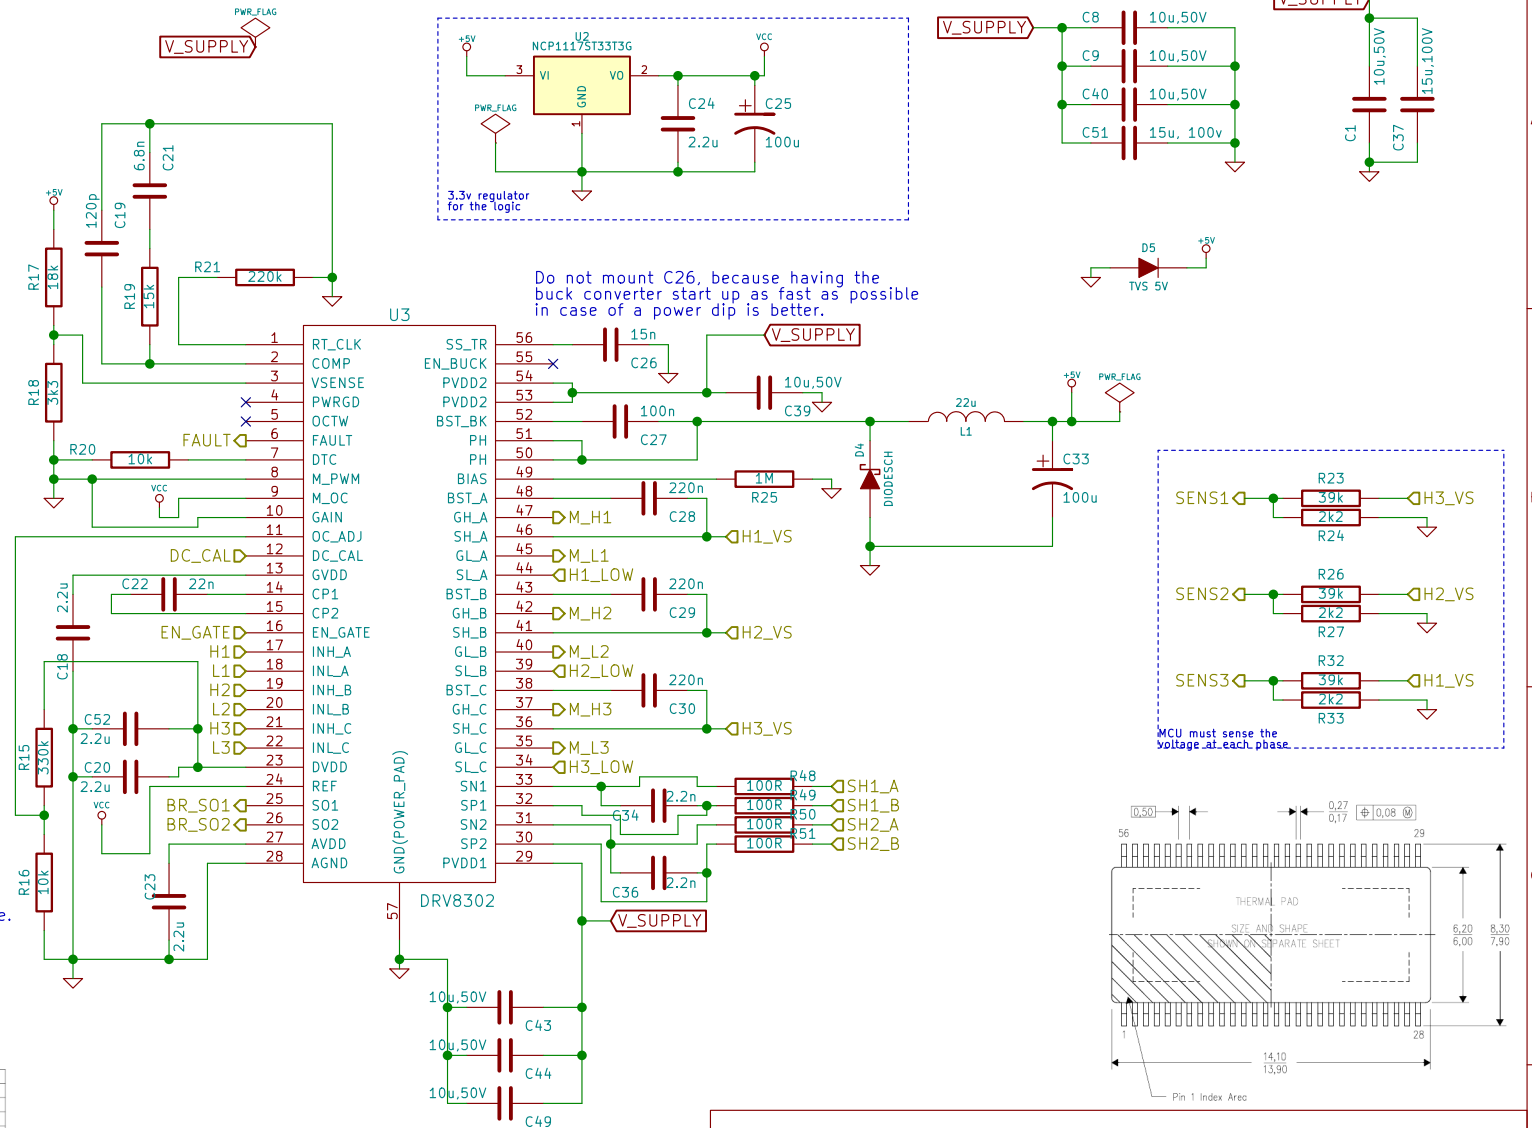 PWR_FLAG
V_SUPPLY
+5V
U2
NCP1117ST33T3G
VCC
3
VI
VO
2
GND
1
PWR_FLAG
C24
2.2u
C25
100u
3.3v regulator
for the logic
V_SUPPLY
C8
10u,50V
C9
10u,50V
C40
10u,50V
C51
15u, 100v
10u,50V
C1
15u,100V
C37
D5
TVS 5V
+5V
6.8n
C21
120p
C19
+5V
R17
18k
R19
15k
R21
220k
R18
3k3
Do not mount C26, because having the
buck converter start up as fast as possible
in case of a power dip is better.
U3
1 RT_CLK
2 COMP
3 VSENSE
4 PWRGD
5 OCTW
6 FAULT
7 DTC
8 M_PWM
9 M_OC
10 GAIN
11 OC_ADJ
12 DC_CAL
13 GVDD
14 CP1
15 CP2
16 EN_GATE
17 INH_A
18 INL_A
19 INH_B
20 INL_B
21 INH_C
22 INL_C
23 DVDD
24 REF
25 SO1
26 SO2
27 AVDD
28 AGND
GND(POWER_PAD)
57
SS_TR 56
EN_BUCK 55
PVDD2 54
PVDD2 53
BST_BK 52
PH 51
PH 50
BIAS 49
BST_A 48
GH_A 47
SH_A 46
GL_A 45
SL_A 44
BST_B 43
GH_B 42
SH_B 41
GL_B 40
SL_B 39
BST_C 38
GH_C 37
SH_C 36
GL_C 35
SL_C 34
SN1 33
SP1 32
SN2 31
SP2 30
PVDD1 29
DRV8302
FAULT
R20
10k
VCC
DC_CAL
C22
22n
2.2u
C18
EN_GATE
H1
L1
H2
L2
H3
L3
C52
2.2u
C20
2.2u
R15
330k
VCC
BR_SO1
BR_SO2
R16
10k
C23
2.2u
e.
15n
C26
V_SUPPLY
10u,50V
C39
100n
C27
22u
L1
+5V
PWR_FLAG
D4
DIODESCH
C33
100u
1M
R25
220n
C28
M_H1
H1_VS
M_L1
H1_LOW
220n
C29
M_H2
H2_VS
M_L2
H2_LOW
220n
C30
M_H3
H3_VS
M_L3
H3_LOW
2.2n
C34
2.2n
C36
R48
100R
SH1_A
R49
100R
SH1_B
R50
100R
SH2_A
R51
100R
SH2_B
V_SUPPLY
10u,50V
C43
10u,50V
C44
10u,50V
C49
SENS1
R23
39k
H3_VS
2k2
R24
SENS2
R26
39k
H2_VS
2k2
R27
SENS3
R32
39k
H1_VS
2k2
R33
MCU must sense the
voltage at each phase
0,50
0,27
0,17
0,08 M
56
29
THERMAL PAD
SIZE AND SHAPE
SHOWN ON SEPARATE SHEET
6,20
6,00
8,30
7,90
1
28
14,10
13,90
Pin 1 Index Area